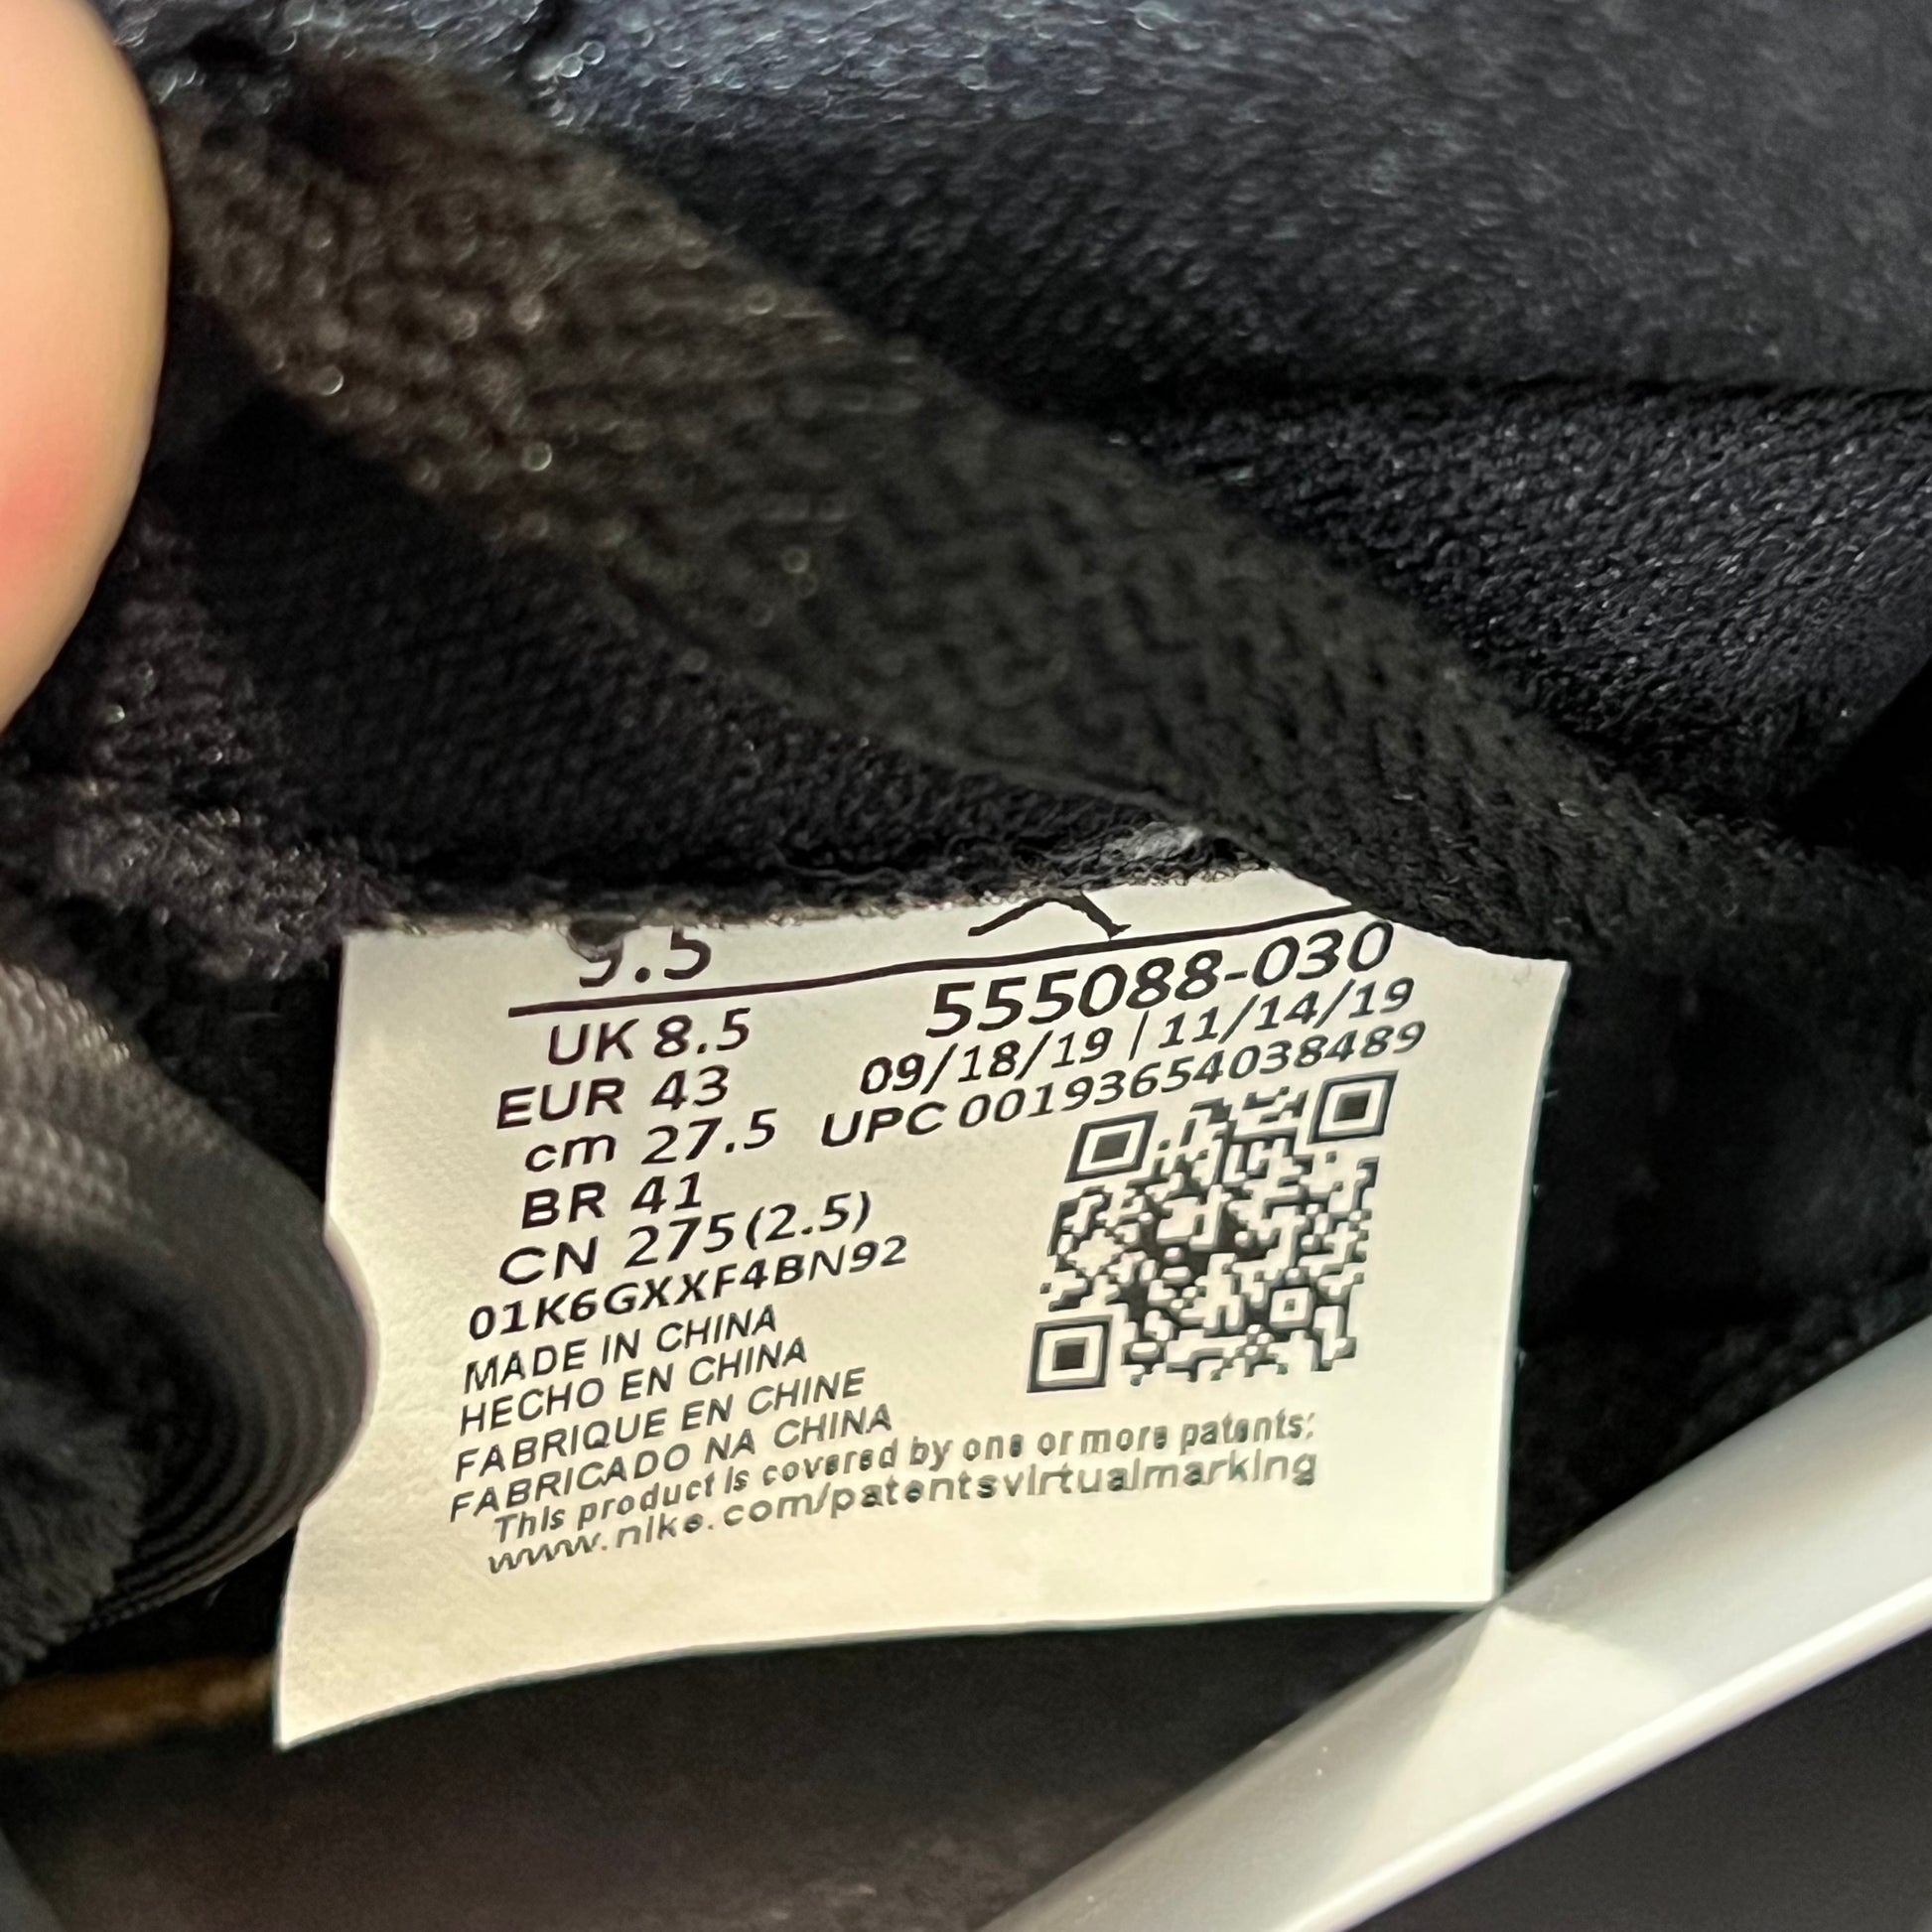 9.5
UK 8.5
EUR 43
cm 27.5
BR 41
CN 275(2.5)
01K6GXXF4BN92
MADE IN CHINA
HECHO EN CHINA
FABRIQUE EN CHINE
FABRICADO NA CHINA
555088-030
09/18/19 | 11/14/19
UPC 00193654038489
This product is covered by one or more patents:
www.nike.com/patentsvirtualmarking